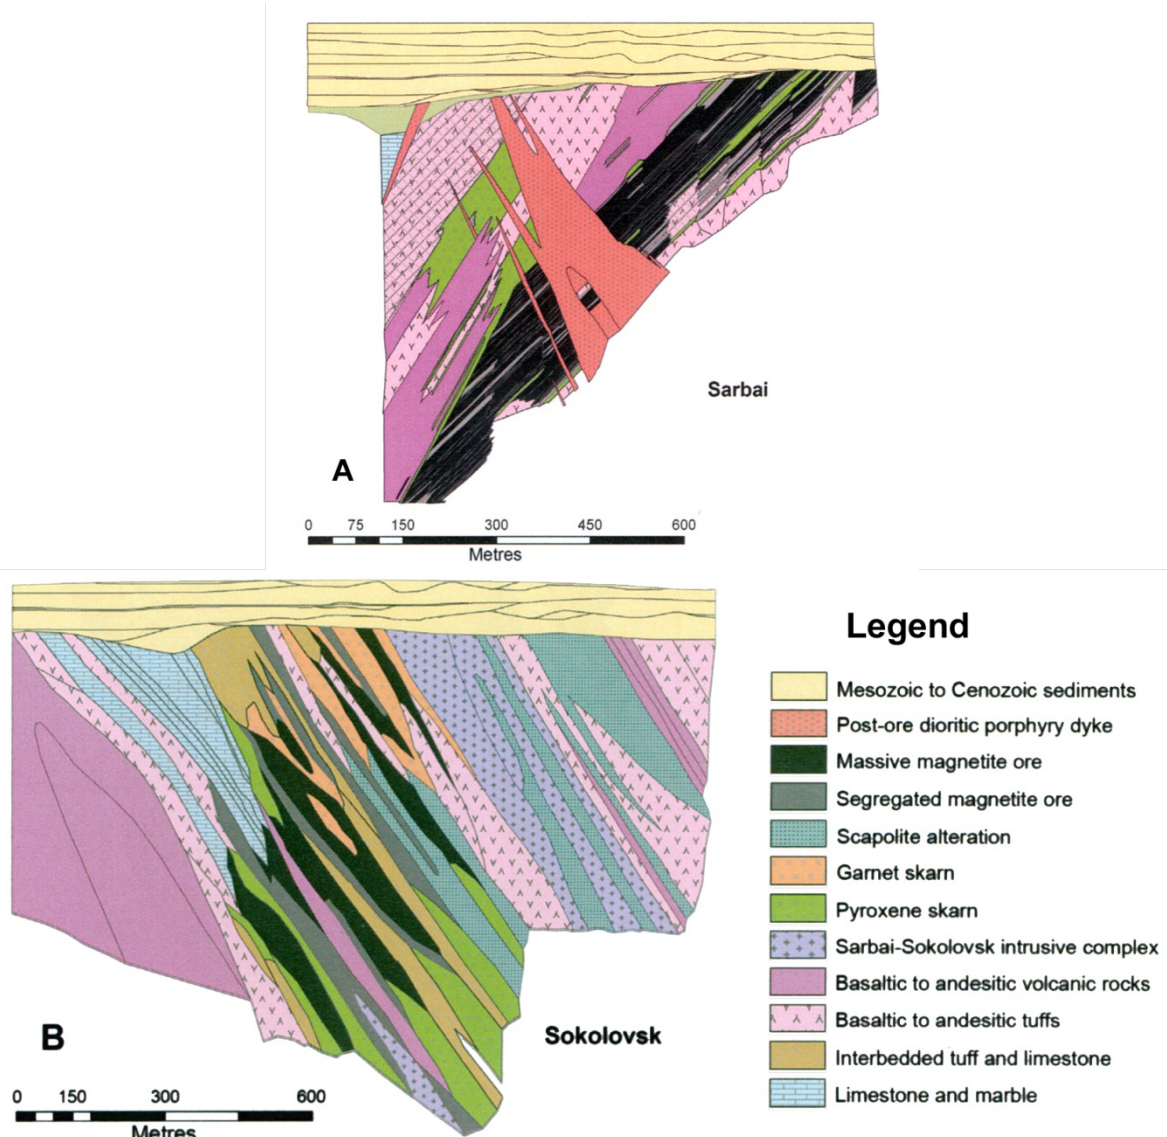 Sarbai
A
0 75 150 300 450 600
Metres
Legend
Mesozoic to Cenozoic sediments
Post-ore dioritic porphyry dyke
Massive magnetite ore
Segregated magnetite ore
Scapolite alteration
Garnet skarn
Pyroxene skarn
Sarbai-Sokolovsk intrusive complex
Basaltic to andesitic volcanic rocks
Basaltic to andesitic tuffs
Interbedded tuff and limestone
Limestone and marble
B
Sokolovsk
0 150 300 600
Metres